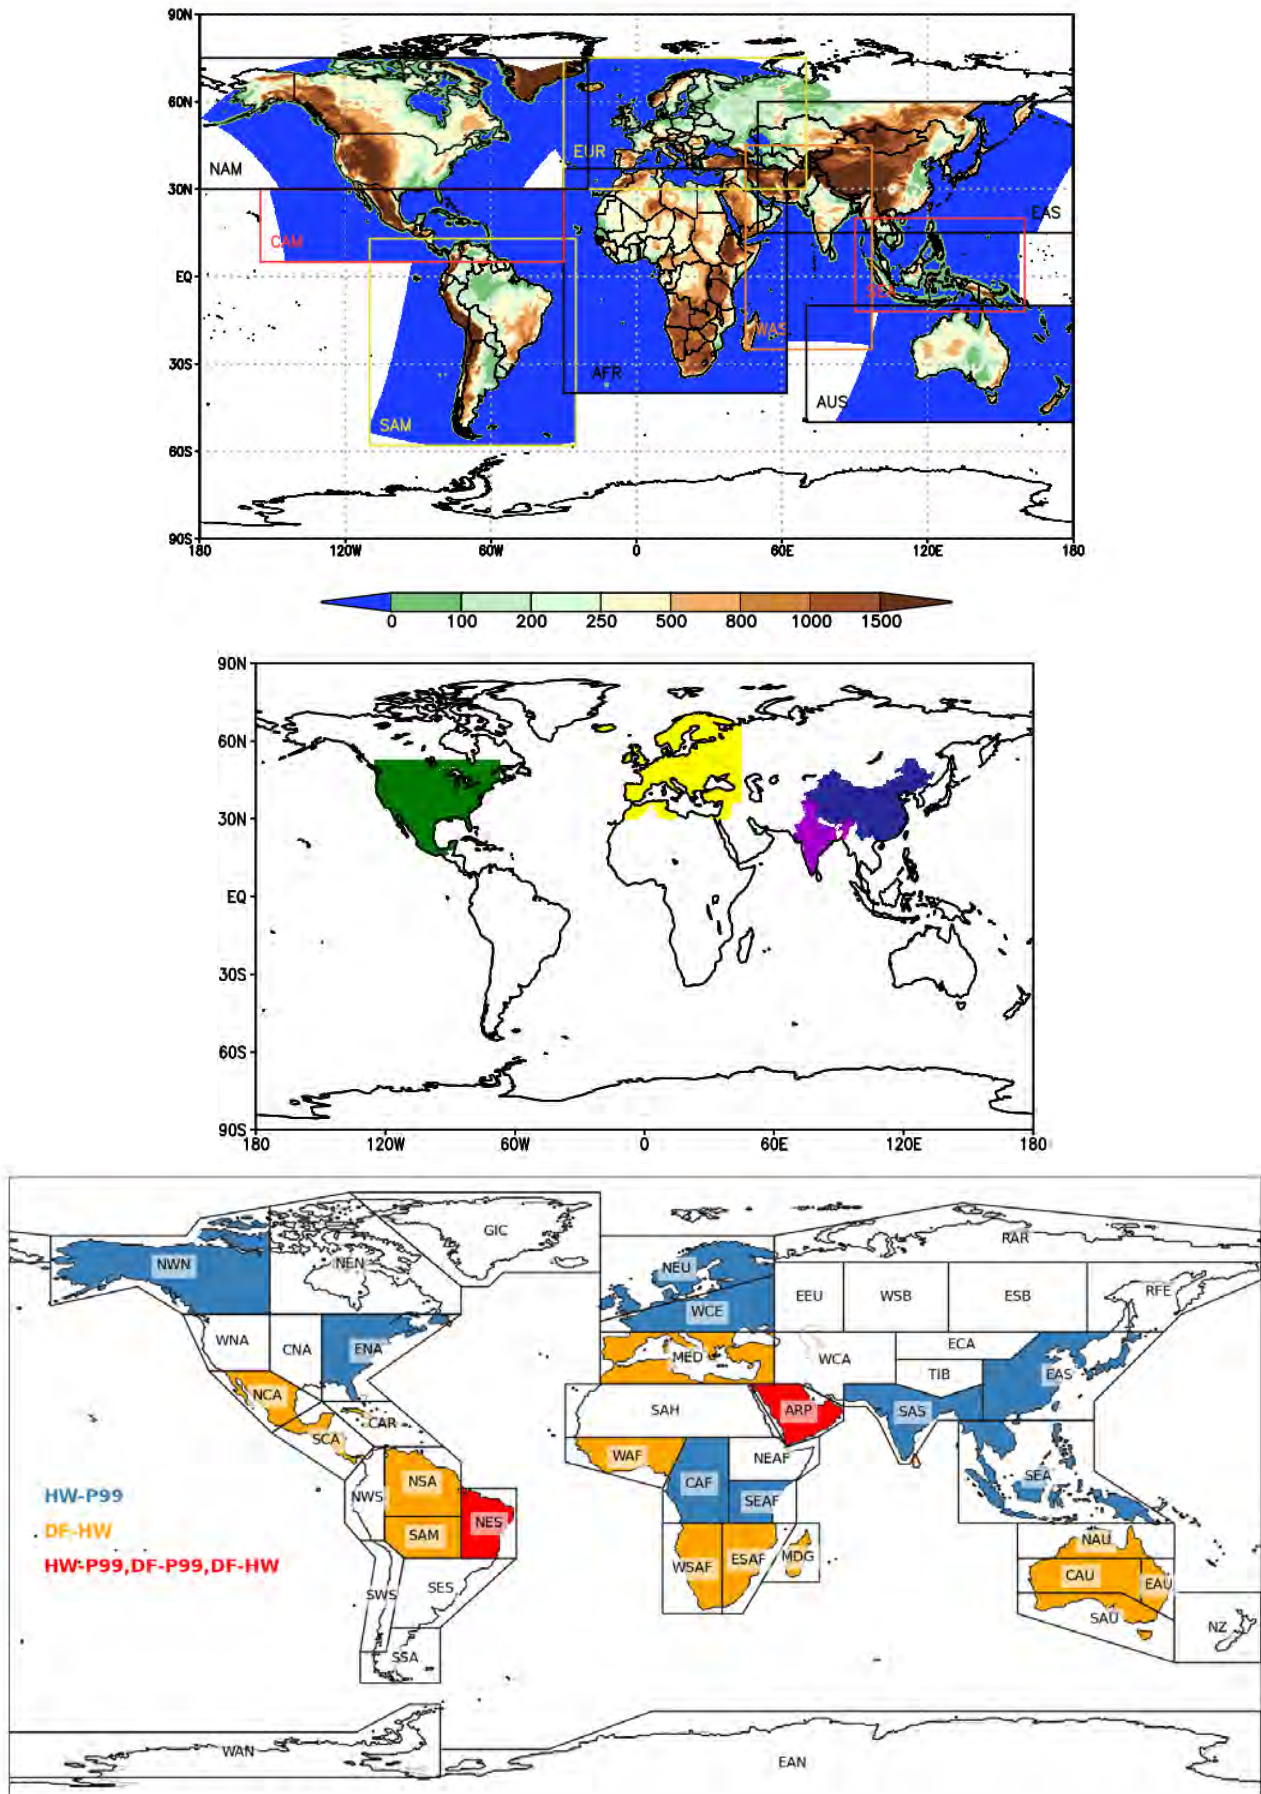 90N
60N
30N
EQ
30S
60S
90S
180 120W 60W 0 60E 120E 180
NAM
EUR
EAS
CAM
SEA
WAS
AFR
AUS
SAM
0 100 200 250 500 800 1000 1500
90N
60N
30N
EQ
30S
60S
90S
180 120W 60W 0 60E 120E 180
GIC
RAR
NWN
NEN
NEU
RFE
EEU
WSB
ESB
WCE
WNA
CNA
ENA
MED
WCA
ECA
TIB
EAS
NCA
CAR
SAH
ARP
SAS
SCA
WAF
NEAF
CAF
SEA
NWS
NSA
SEAF
HW-P99
DF-HW
HW-P99,DF-P99,DF-HW
NES
SAM
NAU
WSAF
ESAF
MDG
CAU
EAU
SWS
SES
SAU
NZ
SSA
WAN
EAN